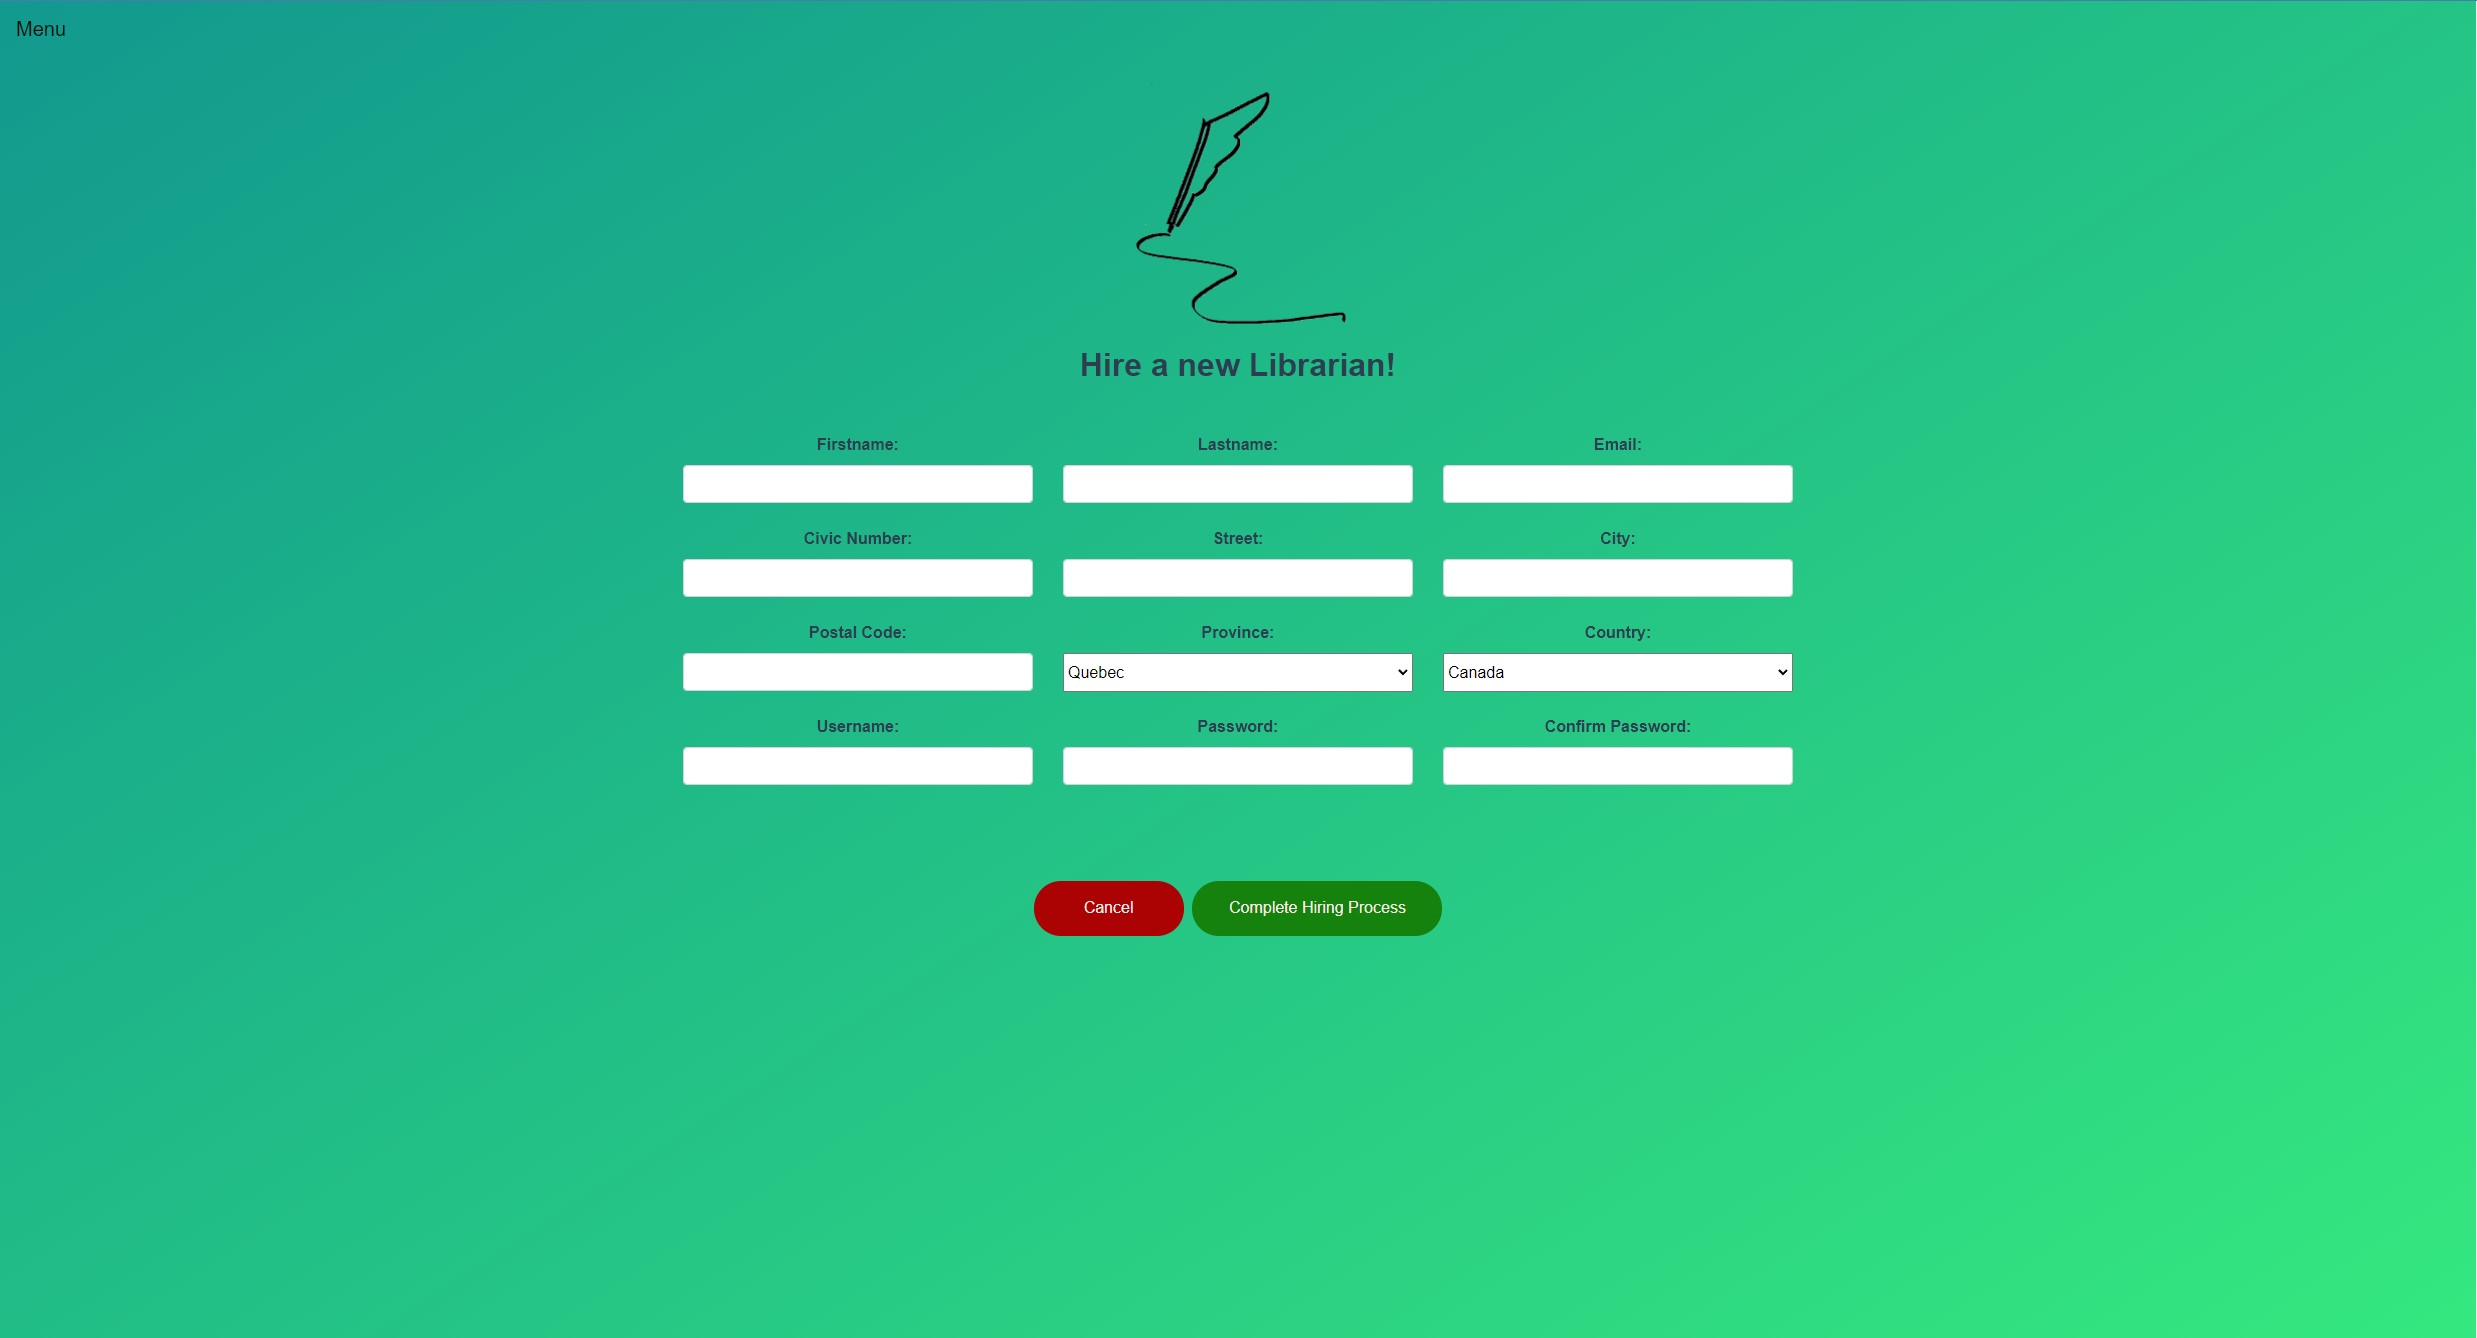 Menu
Hire a new Librarian!
Firstname: Lastname: Email:
Civic Number: Street: City:
Postal Code: Province: Country:
Quebec Canada
Username: Password: Confirm Password:
Cancel Complete Hiring Process